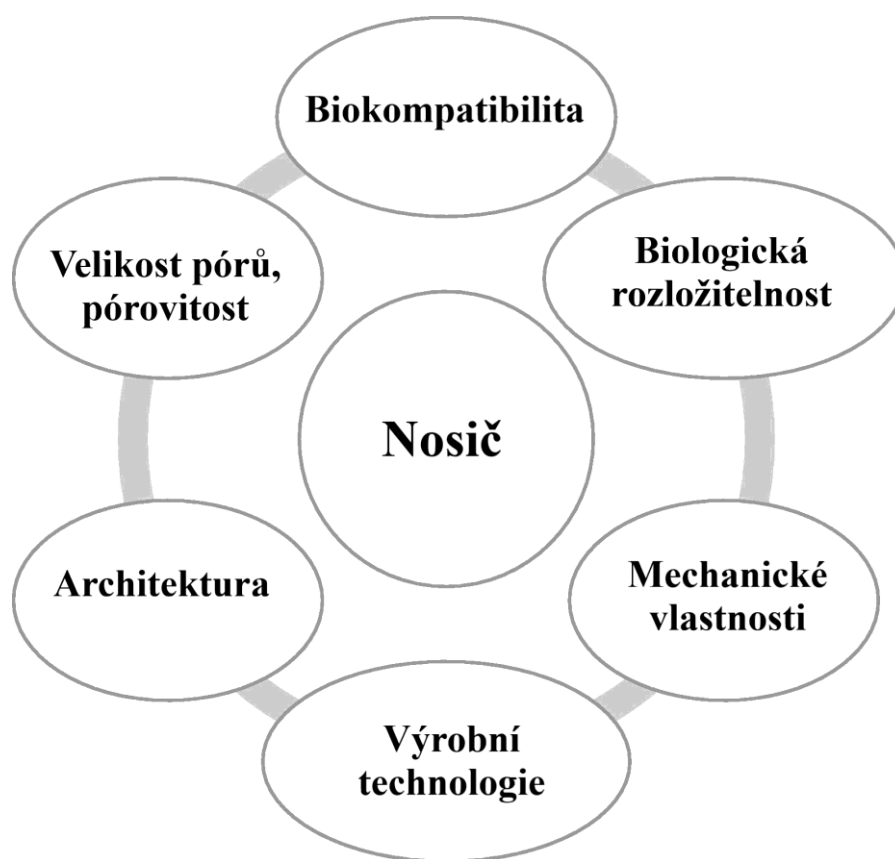 Biokompatibilita
Biologická
rozložitelnost
Mechanické
vlastnosti
Výrobní
technologie
Architektura
Velikost pórů,
pórovitost
Nosič